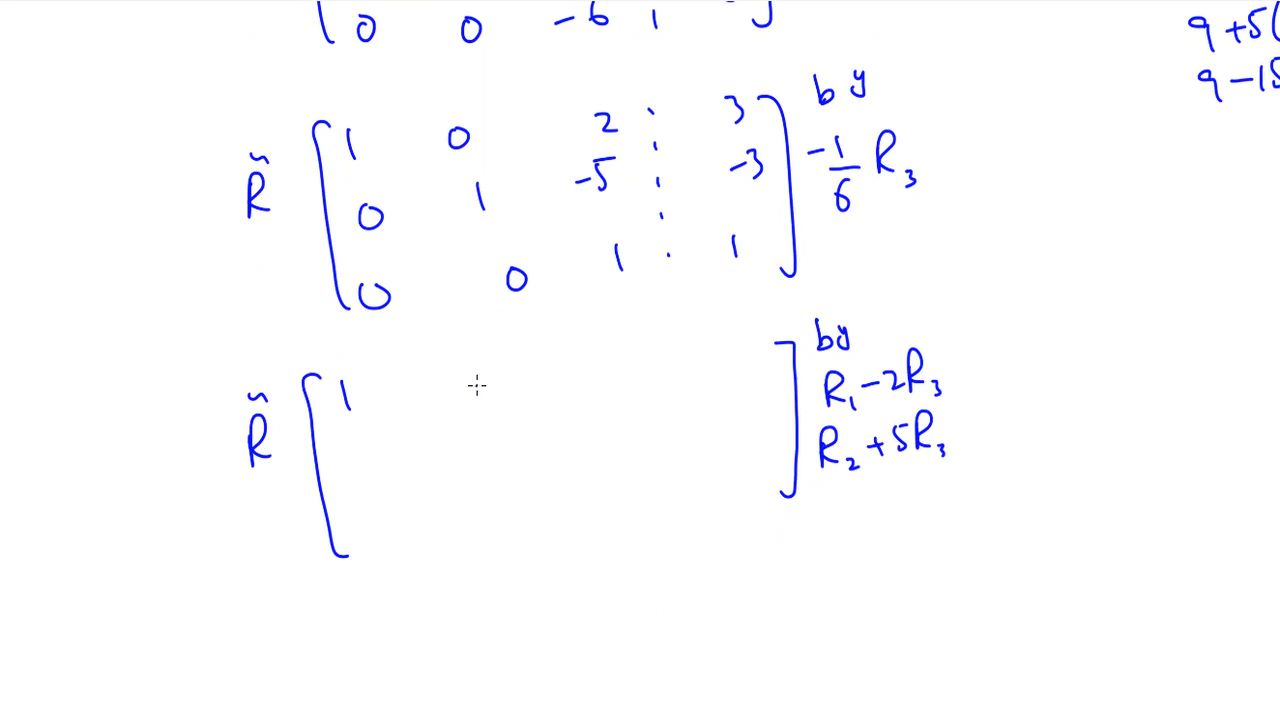 0 0 -6
9 +5(
9 -15
R̃ [ 1 0 2 ⋮ 3 ] by
0 1 -5 ⋮ -3 -1/6 R₃
0 0 1 ⋮ 1
R̃ [ 1 ] by
R₁-2R₃
R₂+5R₃